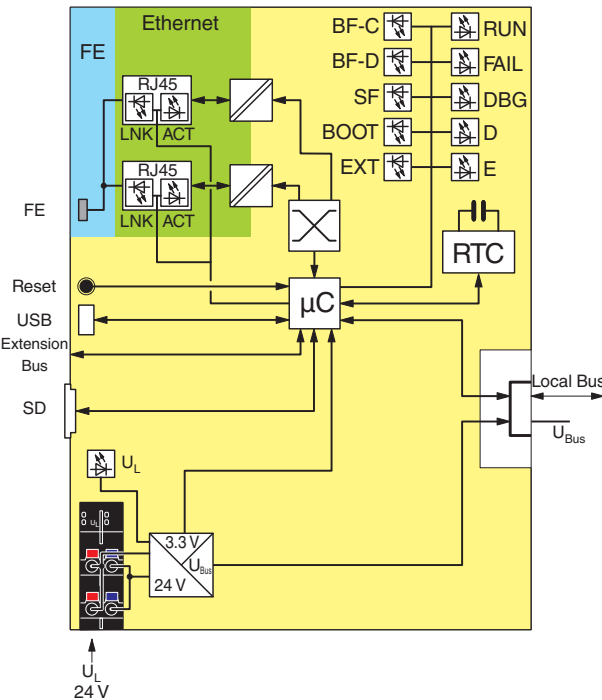 Ethernet
FE
RJ45
LNK ACT
RJ45
LNK ACT
FE
BF-C
RUN
BF-D
FAIL
SF
DBG
BOOT
D
EXT
E
RTC
Reset
µC
USB
Extension
Bus
SD
Local Bus
UBus
UL
UL
3.3 V
UBus
24 V
UL
24 V